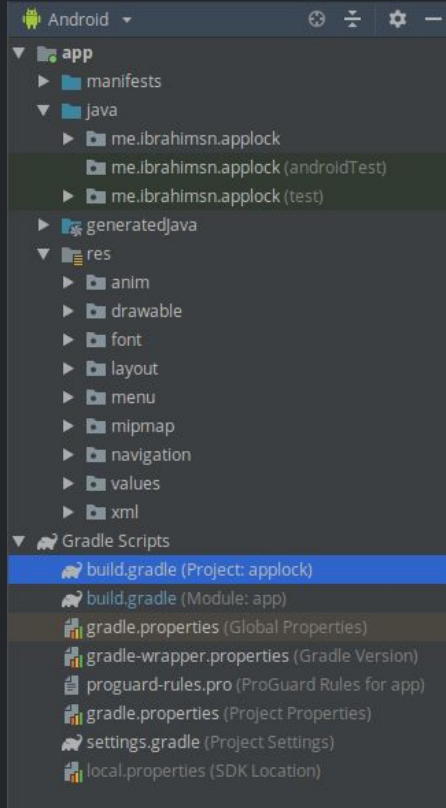 Android
app
manifests
java
me.ibrahimsn.applock
me.ibrahimsn.applock (androidTest)
me.ibrahimsn.applock (test)
generatedJava
res
anim
drawable
font
layout
menu
mipmap
navigation
values
xml
Gradle Scripts
build.gradle (Project: applock)
build.gradle (Module: app)
gradle.properties (Global Properties)
gradle-wrapper.properties (Gradle Version)
proguard-rules.pro (ProGuard Rules for app)
gradle.properties (Project Properties)
settings.gradle (Project Settings)
local.properties (SDK Location)